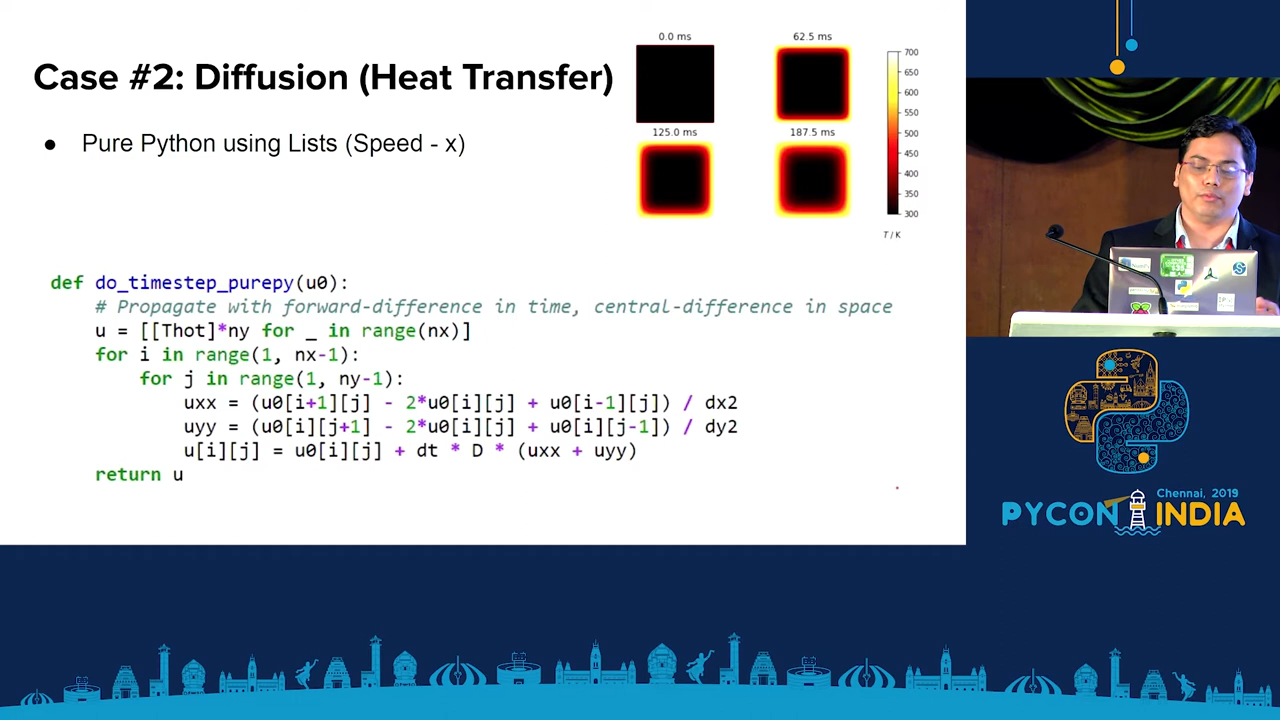 Case #2: Diffusion (Heat Transfer)
● Pure Python using Lists (Speed - x)
0.0 ms
62.5 ms
125.0 ms
187.5 ms
700
650
600
550
500
450
400
350
300
T / K
def do_timestep_purepy(u0):
# Propagate with forward-difference in time, central-difference in space
u = [[Thot]*ny for _ in range(nx)]
for i in range(1, nx-1):
for j in range(1, ny-1):
uxx = (u0[i+1][j] - 2*u0[i][j] + u0[i-1][j]) / dx2
uyy = (u0[i][j+1] - 2*u0[i][j] + u0[i][j-1]) / dy2
u[i][j] = u0[i][j] + dt * D * (uxx + uyy)
return u
Chennai, 2019
PYCON INDIA